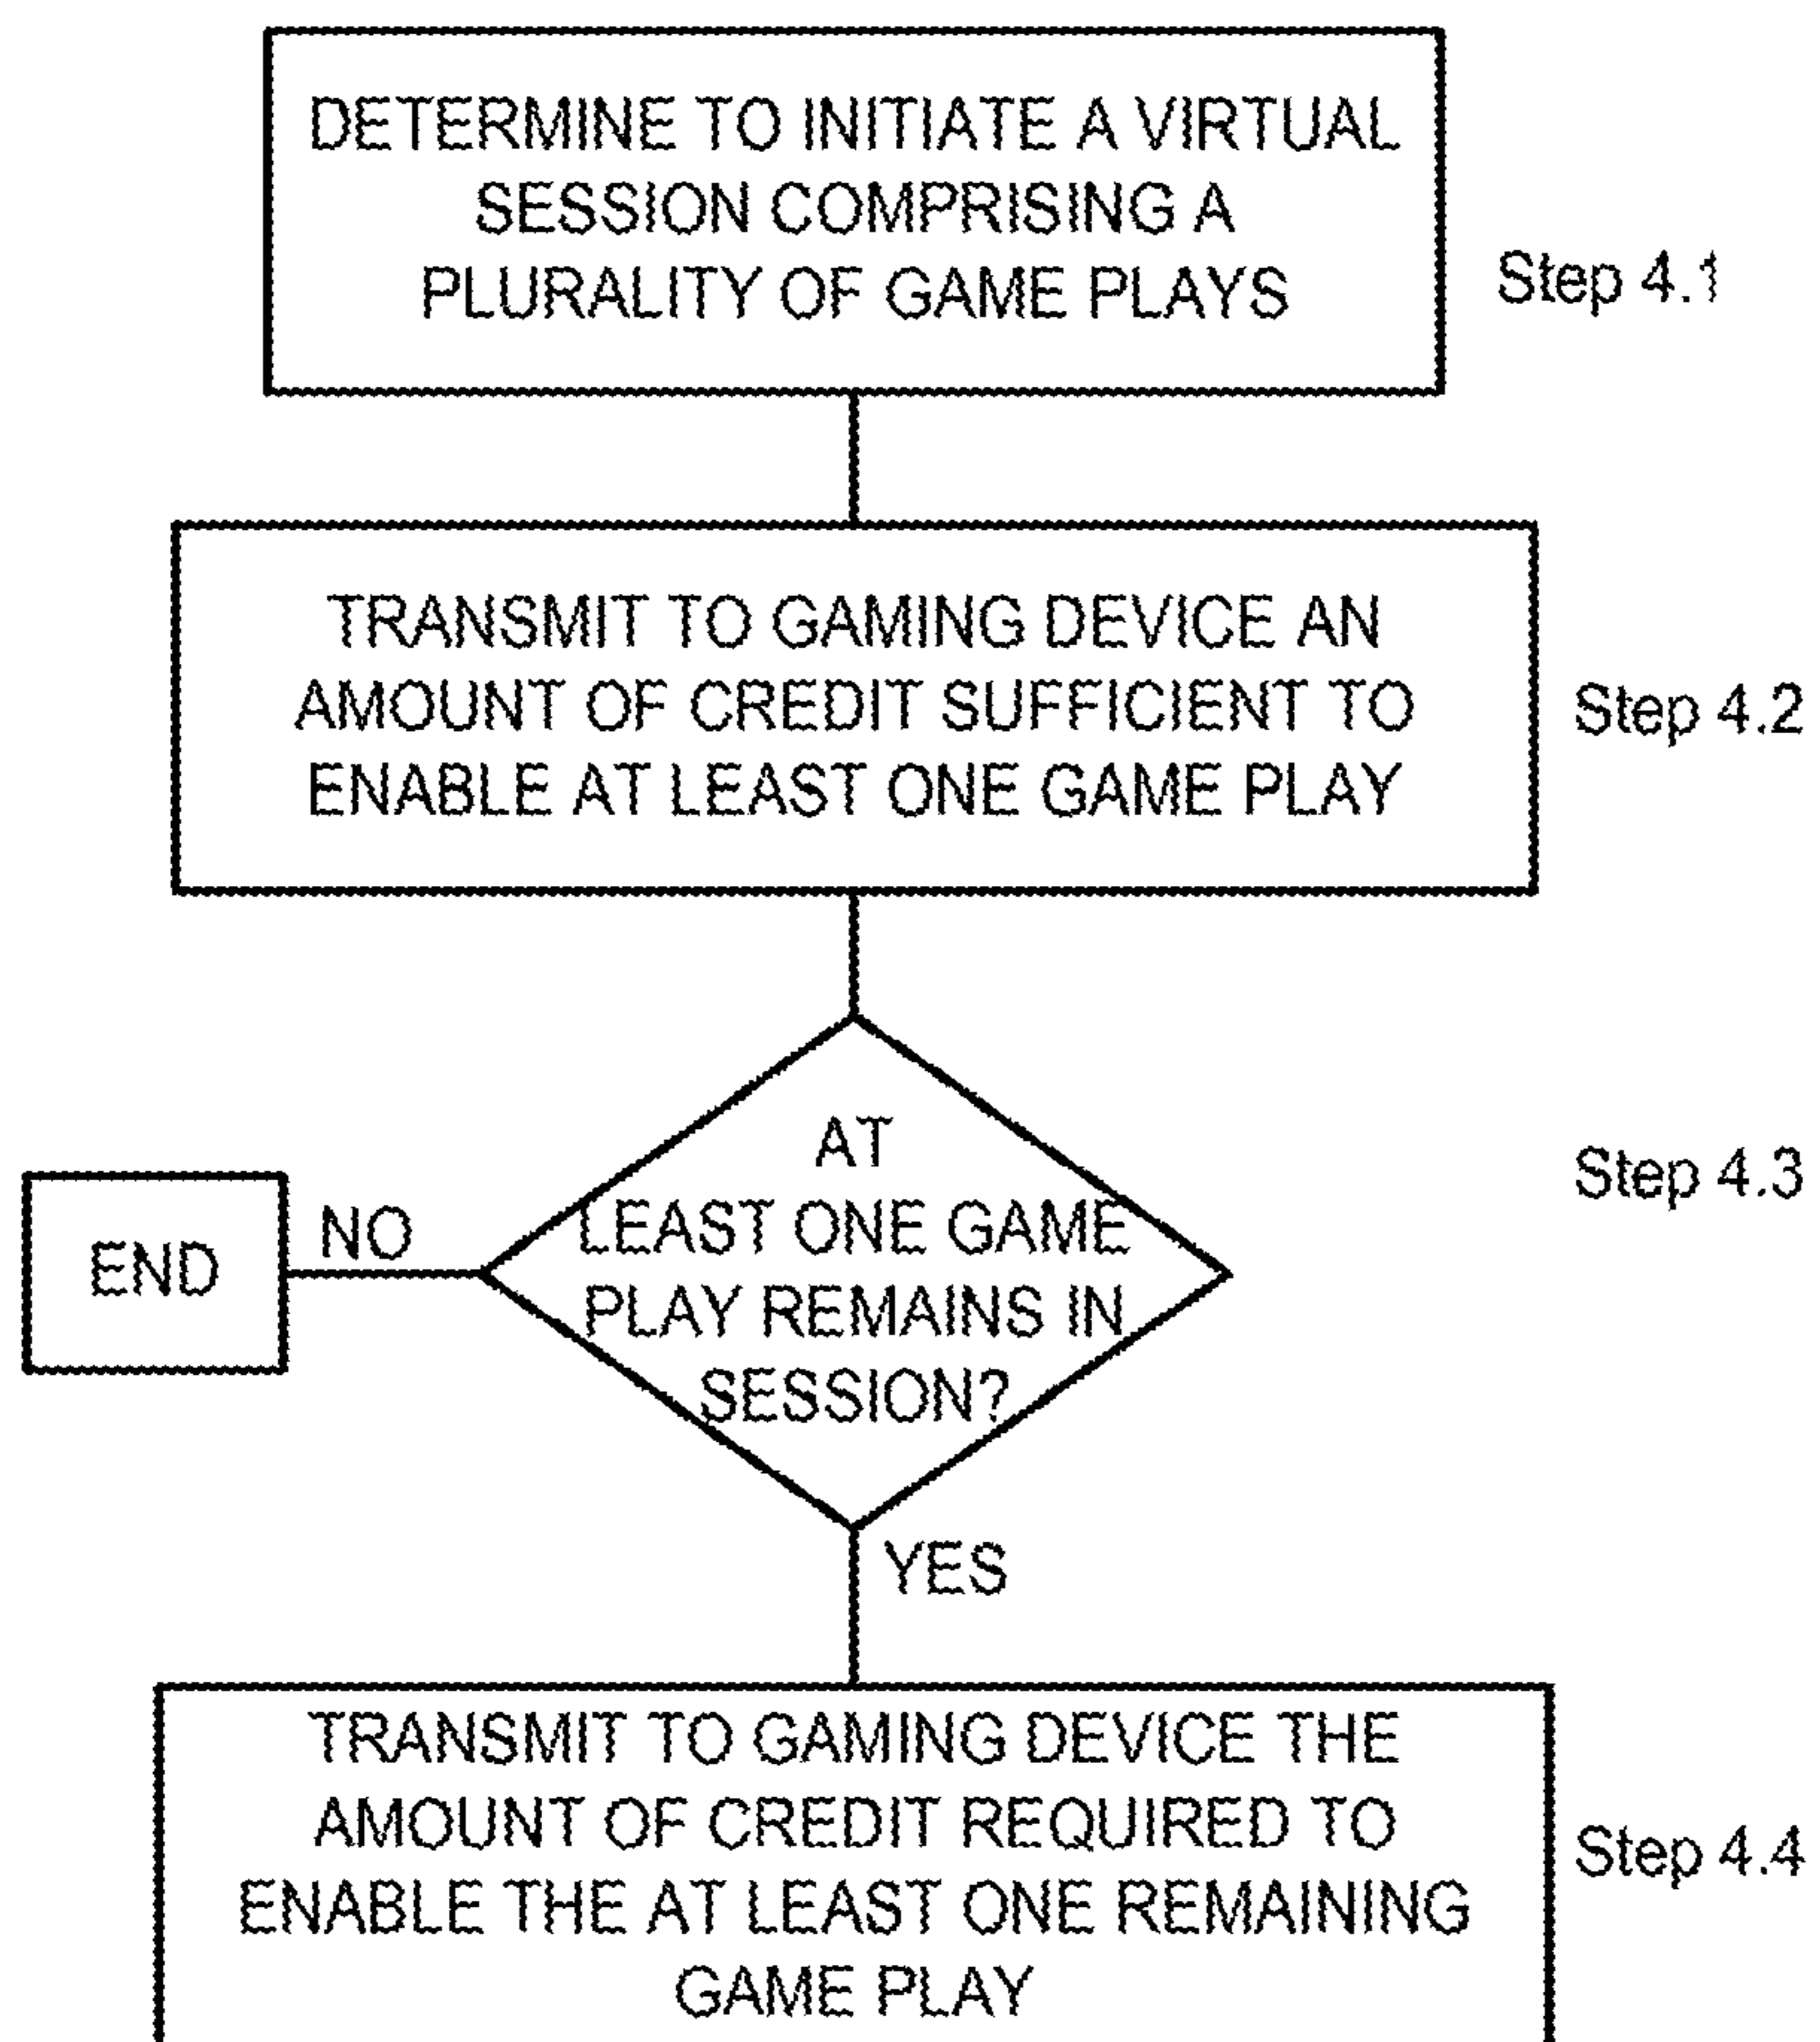 DETERMINE TO INITIATE A VIRTUAL
SESSION COMPRISING A
PLURALITY OF GAME PLAYS
Step 4.1
TRANSMIT TO GAMING DEVICE AN
AMOUNT OF CREDIT SUFFICIENT TO
ENABLE AT LEAST ONE GAME PLAY
Step 4.2
AT
LEAST ONE GAME
PLAY REMAINS IN
SESSION?
Step 4.3
NO
END
YES
TRANSMIT TO GAMING DEVICE THE
AMOUNT OF CREDIT REQUIRED TO
ENABLE THE AT LEAST ONE REMAINING
GAME PLAY
Step 4.4